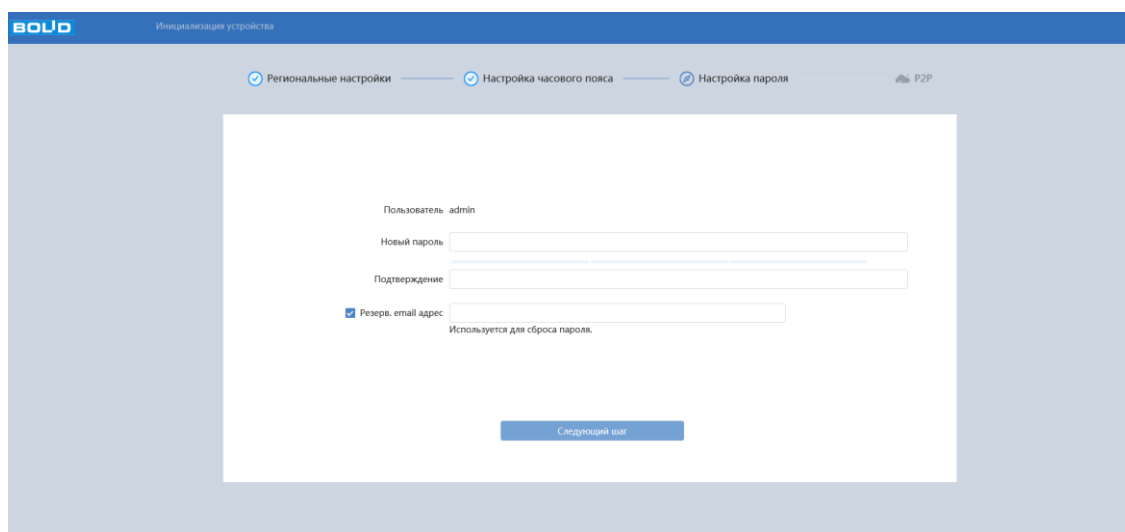 BOLID Инициализация устройства
Региональные настройки Настройка часового пояса Настройка пароля P2P
Пользователь admin
Новый пароль
Подтверждение
Резерв. email адрес
Используется для сброса пароля.
Следующий шаг